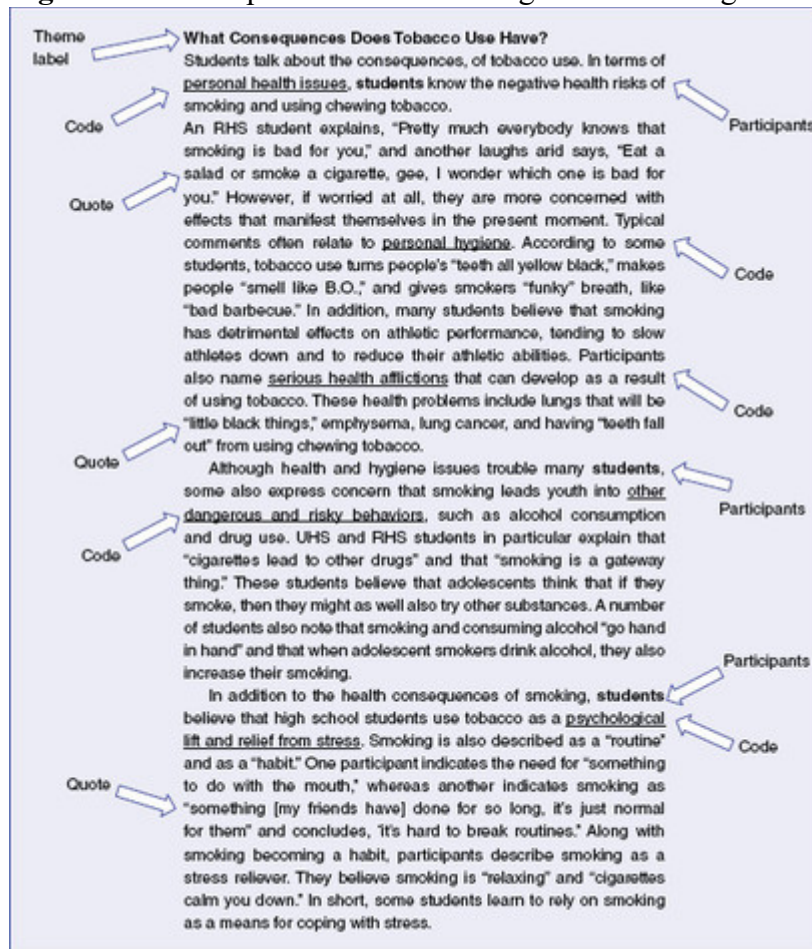 Theme
label
What Consequences Does Tobacco Use Have?
Students talk about the consequences, of tobacco use. In terms of
personal health issues, students know the negative health risks of
smoking and using chewing tobacco.
Code
Participants
An RHS student explains, “Pretty much everybody knows that
smoking is bad for you,” and another laughs arid says, “Eat a
salad or smoke a cigarette, gee, I wonder which one is bad for
Quote
you.” However, if worried at all, they are more concerned with
effects that manifest themselves in the present moment. Typical
comments often relate to personal hygiene. According to some
students, tobacco use turns people’s “teeth all yellow black,” makes
Code
people “smell like B.O.,” and gives smokers “funky” breath, like
“bad barbecue.” In addition, many students believe that smoking
has detrimental effects on athletic performance, tending to slow
athletes down and to reduce their athletic abilities. Participants
also name serious health afflictions that can develop as a result
of using tobacco. These health problems include lungs that will be
Code
“little black things,” emphysema, lung cancer, and having “teeth fall
out” from using chewing tobacco.
Quote
Although health and hygiene issues trouble many students,
some also express concern that smoking leads youth into other
dangerous and risky behaviors, such as alcohol consumption
Participants
and drug use. UHS and RHS students in particular explain that
Code
“cigarettes lead to other drugs” and that “smoking is a gateway
thing.” These students believe that adolescents think that if they
smoke, then they might as well also try other substances. A number
of students also note that smoking and consuming alcohol “go hand
in hand” and that when adolescent smokers drink alcohol, they also
increase their smoking.
Participants
In addition to the health consequences of smoking, students
believe that high school students use tobacco as a psychological
lift and relief from stress. Smoking is also described as a “routine”
Code
and as a “habit.” One participant indicates the need for “something
to do with the mouth,” whereas another indicates smoking as
Quote
“something [my friends have] done for so long, it’s just normal
for them” and concludes, ‘it’s hard to break routines.” Along with
smoking becoming a habit, participants describe smoking as a
stress reliever. They believe smoking is “relaxing” and “cigarettes
calm you down.” In short, some students learn to rely on smoking
as a means for coping with stress.